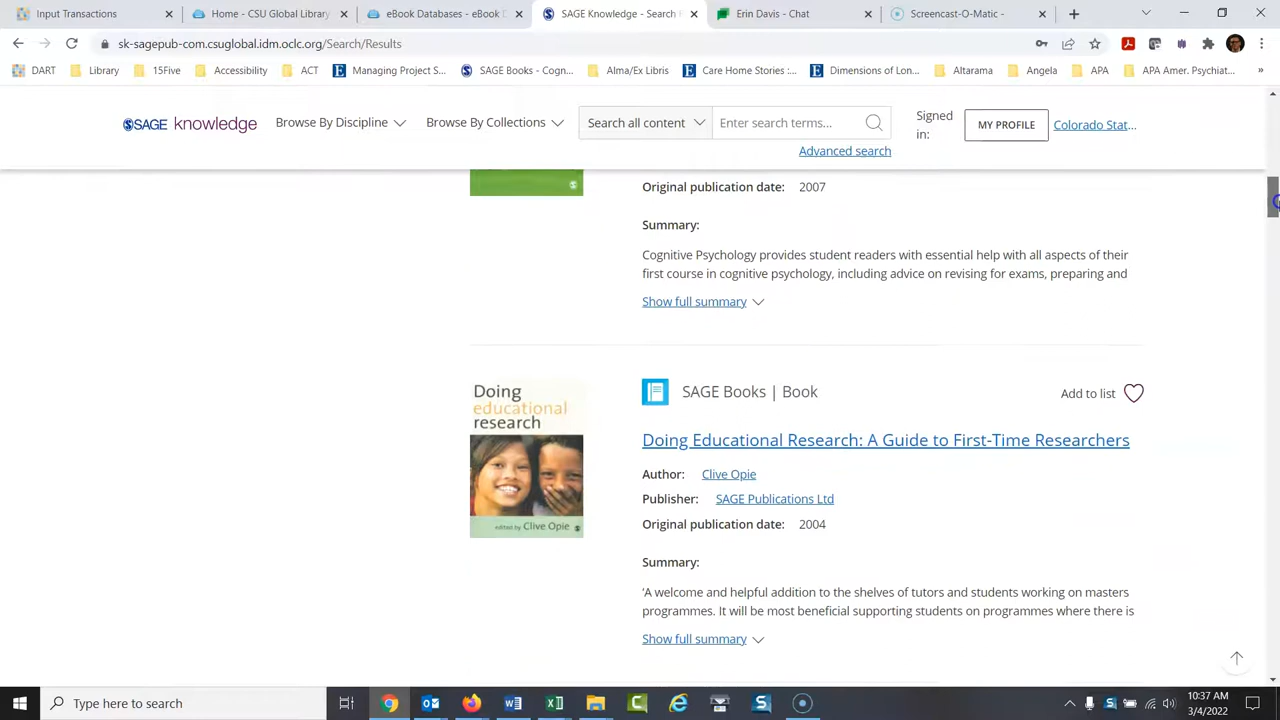 Input Transactions
Home - CSU Global Library
eBook Databases - eBook D
SAGE Knowledge - Search R
Erin Davis - Chat
Screencast-O-Matic -
sk-sagepub-com.csuglobal.idm.oclc.org/Search/Results
DART
Library
15Five
Accessibility
ACT
Managing Project S...
SAGE Books - Cogn...
Alma/Ex Libris
Care Home Stories :...
Dimensions of Lon...
Altarama
Angela
APA
APA Amer. Psychiat...
»
SAGE knowledge
Browse By Discipline
Browse By Collections
Search all content
Enter search terms...
Signed in:
MY PROFILE
Colorado Stat...
Advanced search
Original publication date: 2007
Summary:
Cognitive Psychology provides student readers with essential help with all aspects of their
first course in cognitive psychology, including advice on revising for exams, preparing and
Show full summary
Doing
educational
research
edited by Clive Opie
SAGE Books | Book
Add to list
Doing Educational Research: A Guide to First-Time Researchers
Author: Clive Opie
Publisher: SAGE Publications Ltd
Original publication date: 2004
Summary:
'A welcome and helpful addition to the shelves of tutors and students working on masters
programmes. It will be most beneficial supporting students on programmes where there is
Show full summary
Type here to search
10:37 AM
3/4/2022